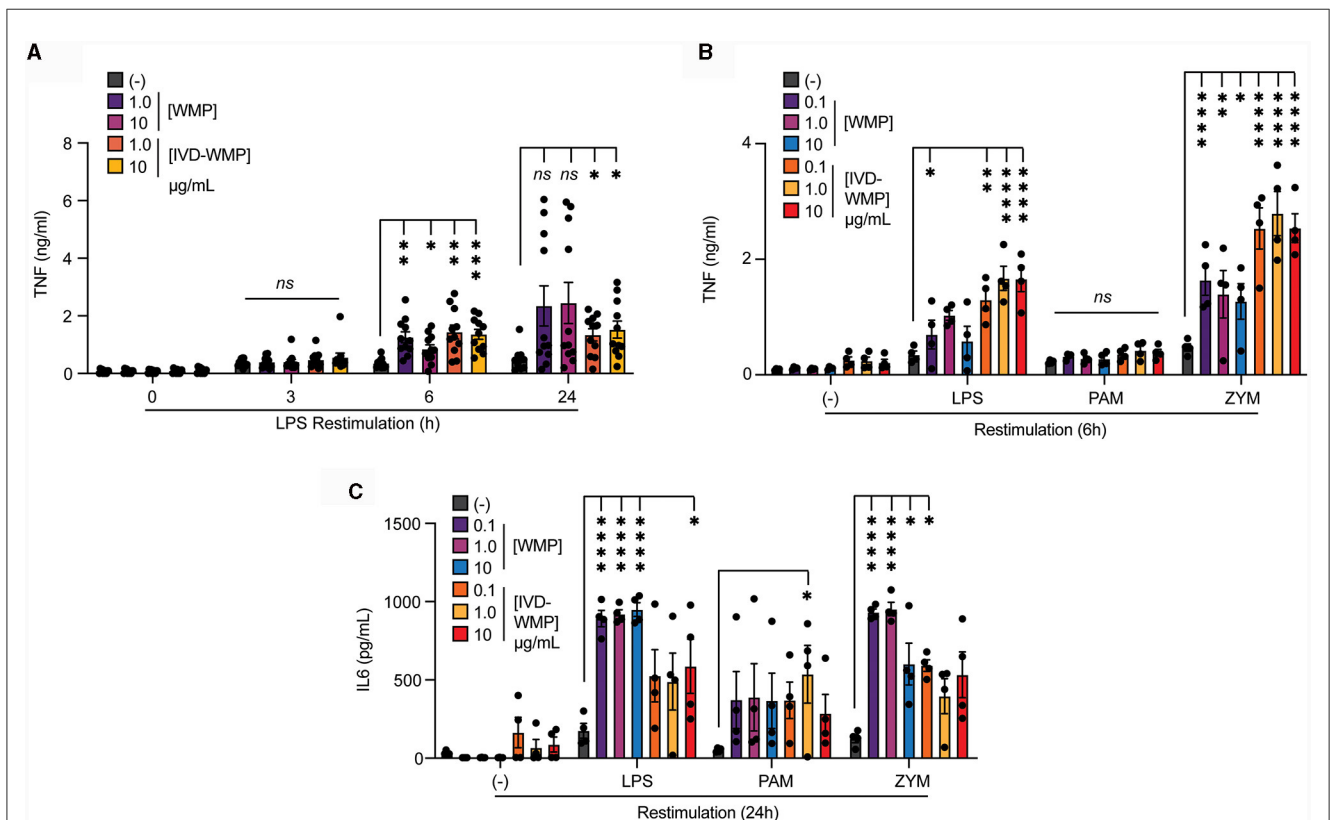 A
(-)
1.0
10
[WMP]
1.0
10
[IVD-WMP]
µg/mL
8
6
4
2
0
TNF (ng/ml)
ns
**
*
**
***
ns ns * *
0 3 6 24
LPS Restimulation (h)
B
(-)
0.1
1.0
10
[WMP]
0.1
1.0
10
[IVD-
WMP]
µg/mL
4
2
0
TNF (ng/ml)
*
**
****
****
ns
****
**
*
****
****
****
(-) LPS PAM ZYM
Restimulation (6h)
C
(-)
0.1
1.0
10
[WMP]
0.1
1.0
10
[IVD-
WMP]
µg/mL
1500
1000
500
0
IL6 (pg/mL)
****
****
****
*
*
****
****
*
*
(-) LPS PAM ZYM
Restimulation (24h)